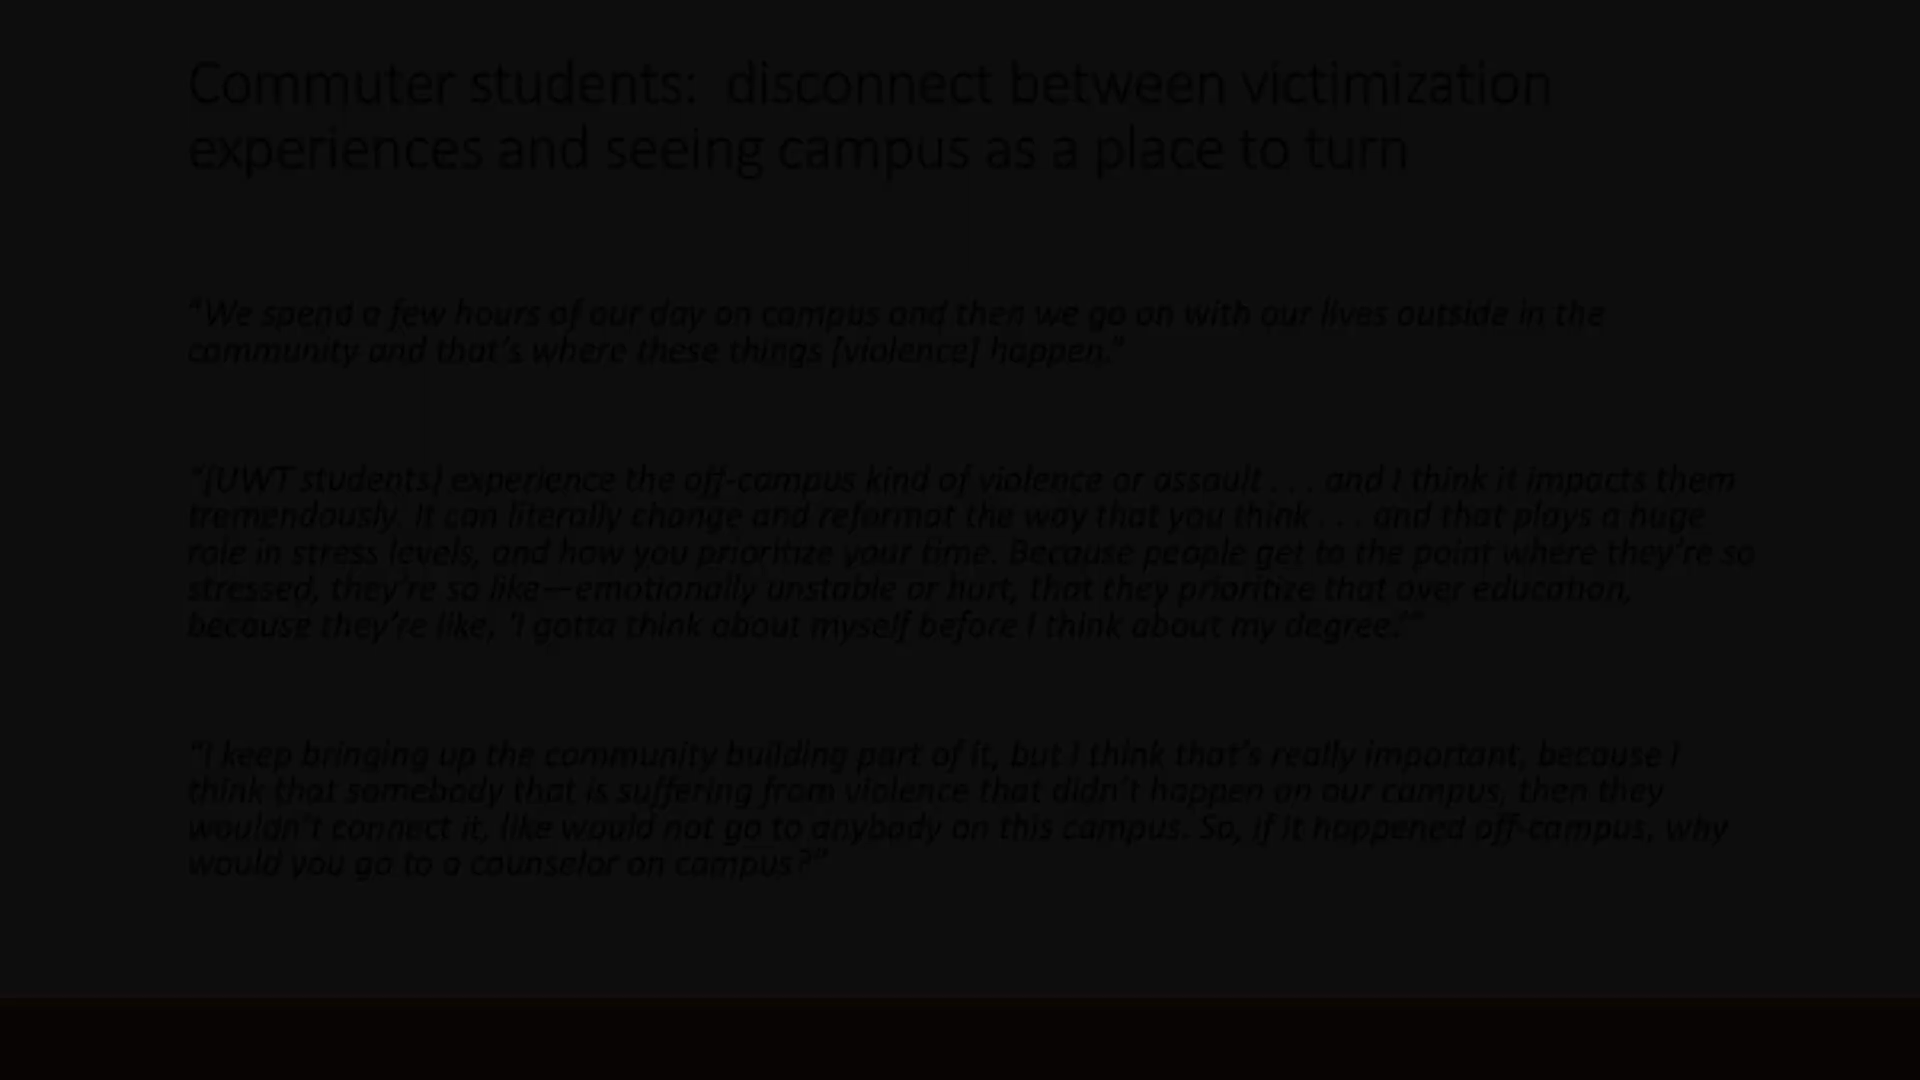 Commuter students:  disconnect between victimization
experiences and seeing campus as a place to turn
"We spend a few hours of our day on campus and then we go on with our lives outside in the
community and that's where these things [violence] happen."
"(UWT students) experience the off-campus kind of violence or assault . . . and I think it impacts them
tremendously. It can literally change and reformat the way that you think . . . and that plays a huge
role in stress levels, and how you prioritize your time. Because people get to the point where they're so
stressed, they're so like—emotionally unstable or hurt, that they prioritize that over education,
because they're like, 'I gotta think about myself before I think about my degree.'"
"I keep bringing up the community building part of it, but I think that's really important, because I
think that somebody that is suffering from violence that didn't happen on our campus, then they
wouldn't connect it, like would not go to anybody on this campus. So, if it happened off-campus, why
would you go to a counselor on campus?"